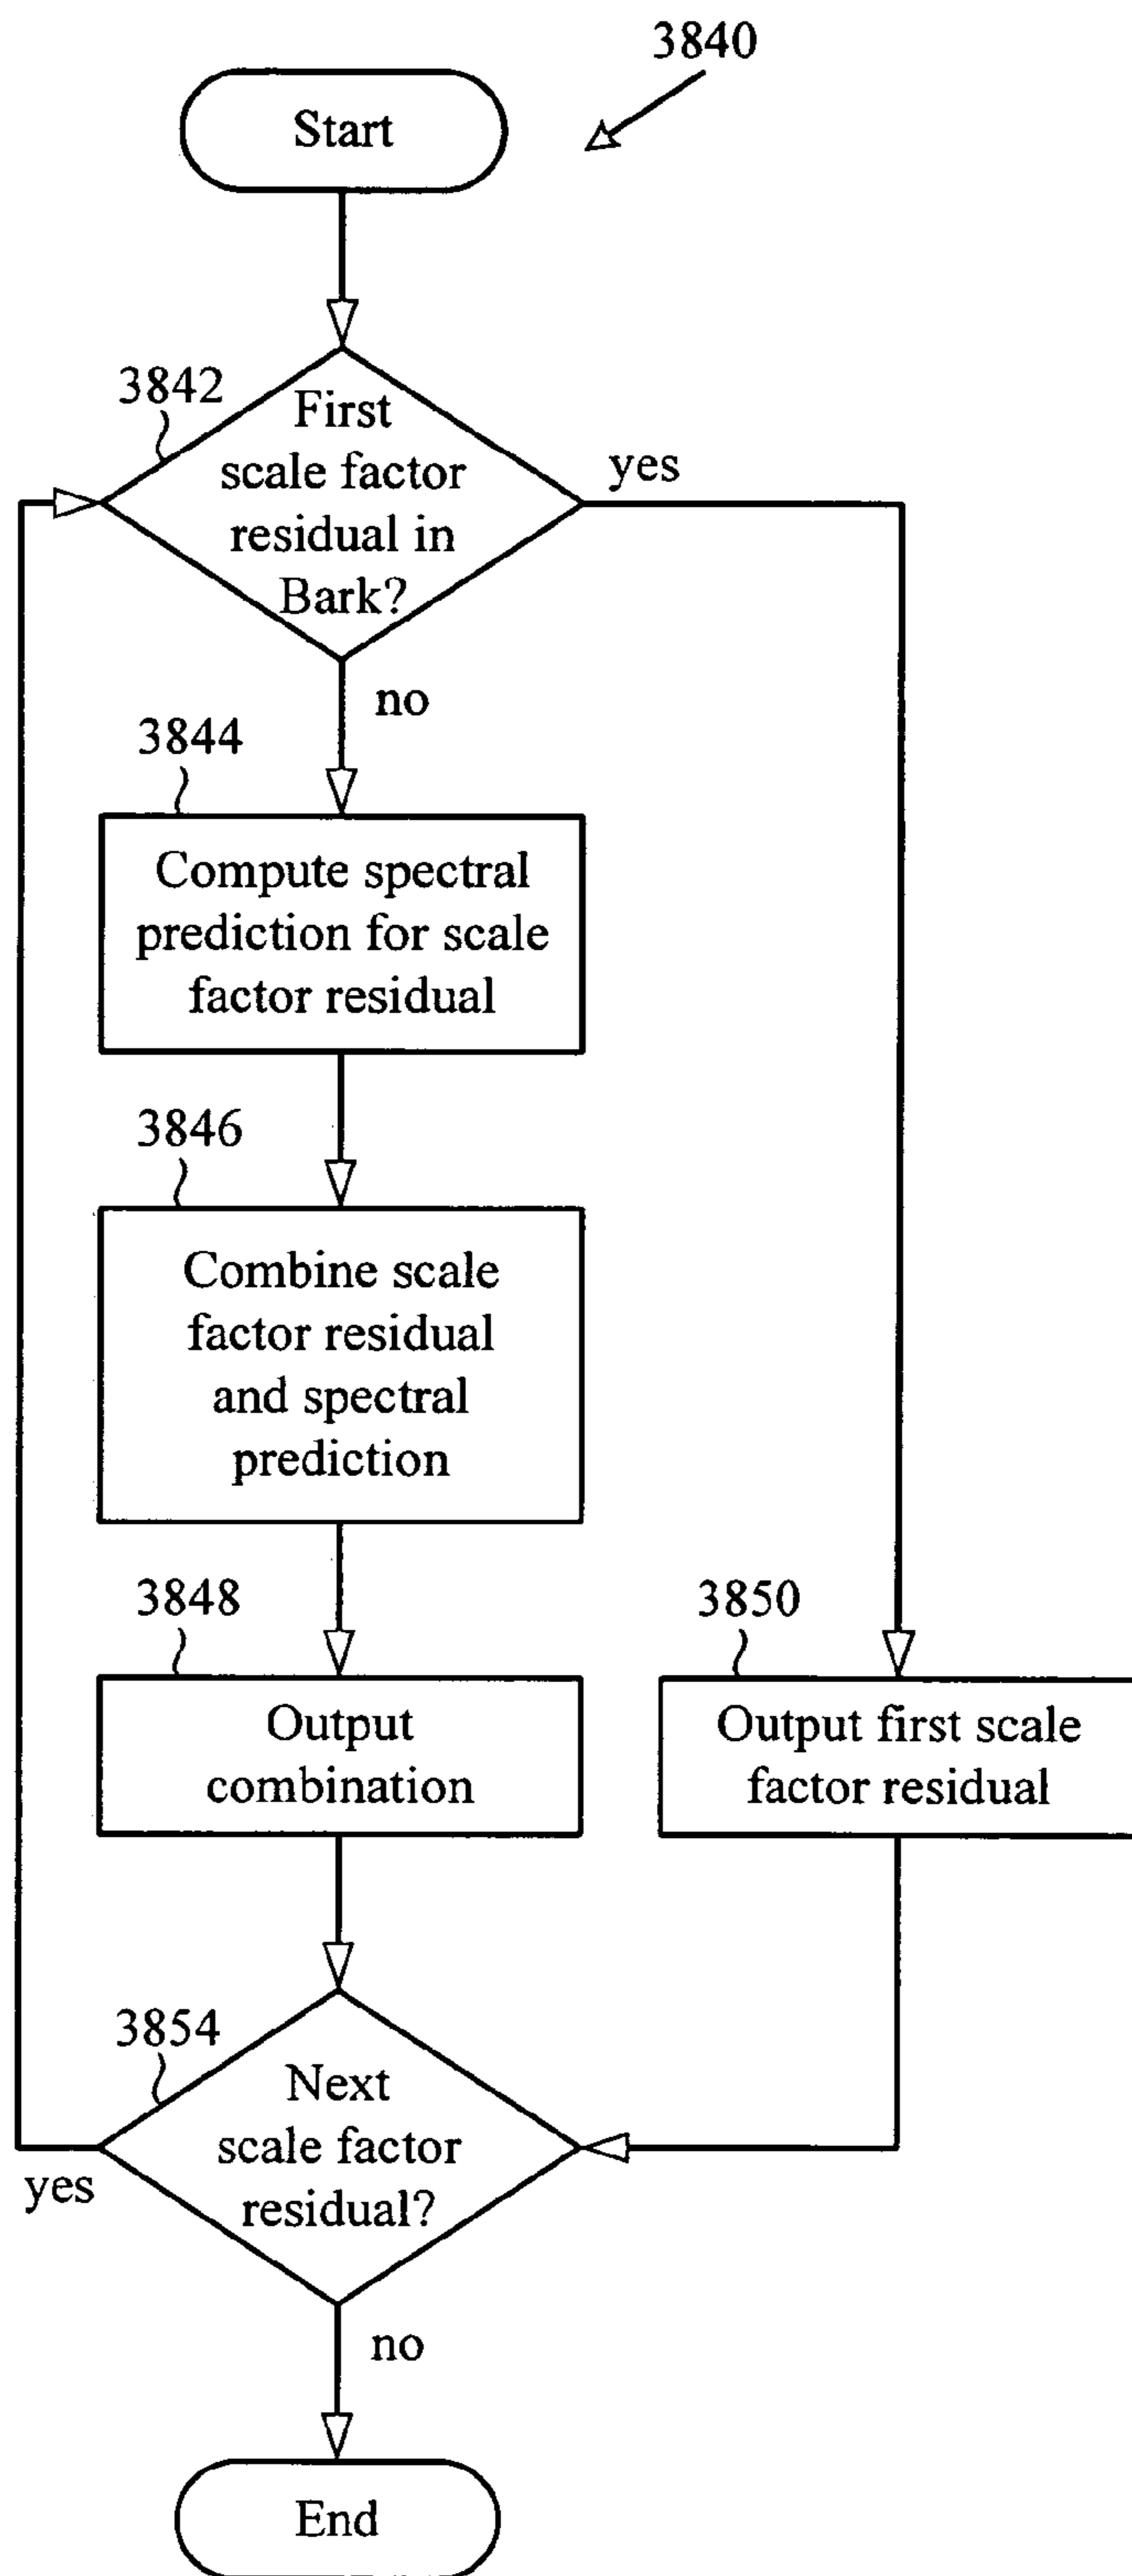 3840
Start
3842
First
scale factor
residual in
Bark?
yes
no
3844
Compute spectral
prediction for scale
factor residual
3846
Combine scale
factor residual
and spectral
prediction
3848
Output
combination
3850
Output first scale
factor residual
3854
Next
scale factor
residual?
yes
no
End